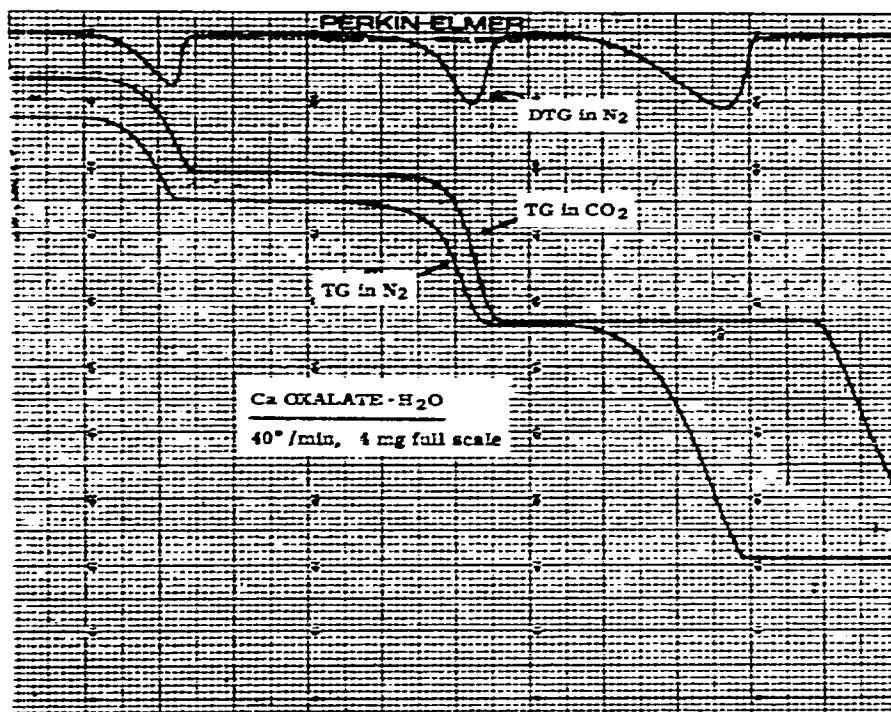 PERKIN-ELMER
DTG in N₂
TG in CO₂
TG in N₂
Ca OXALATE - H₂O
40°/min, 4 mg full scale